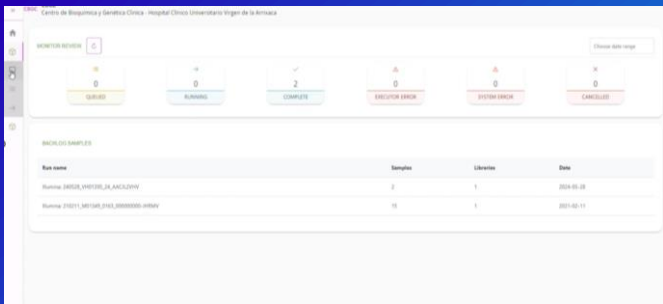 CBGC
Centro de Bioquímica y Genética Clínica - Hospital Clínico Universitario Virgen de la Arrixaca
MONITOR REVIEW
Choose date range
0 0 2 0 0 0
QUEUED RUNNING COMPLETE EXECUTOR ERROR SYSTEM ERROR CANCELLED
BACKLOG SAMPLES
Run name Samples Libraries Date
2 1 2024-05-28
1 2021-02-11